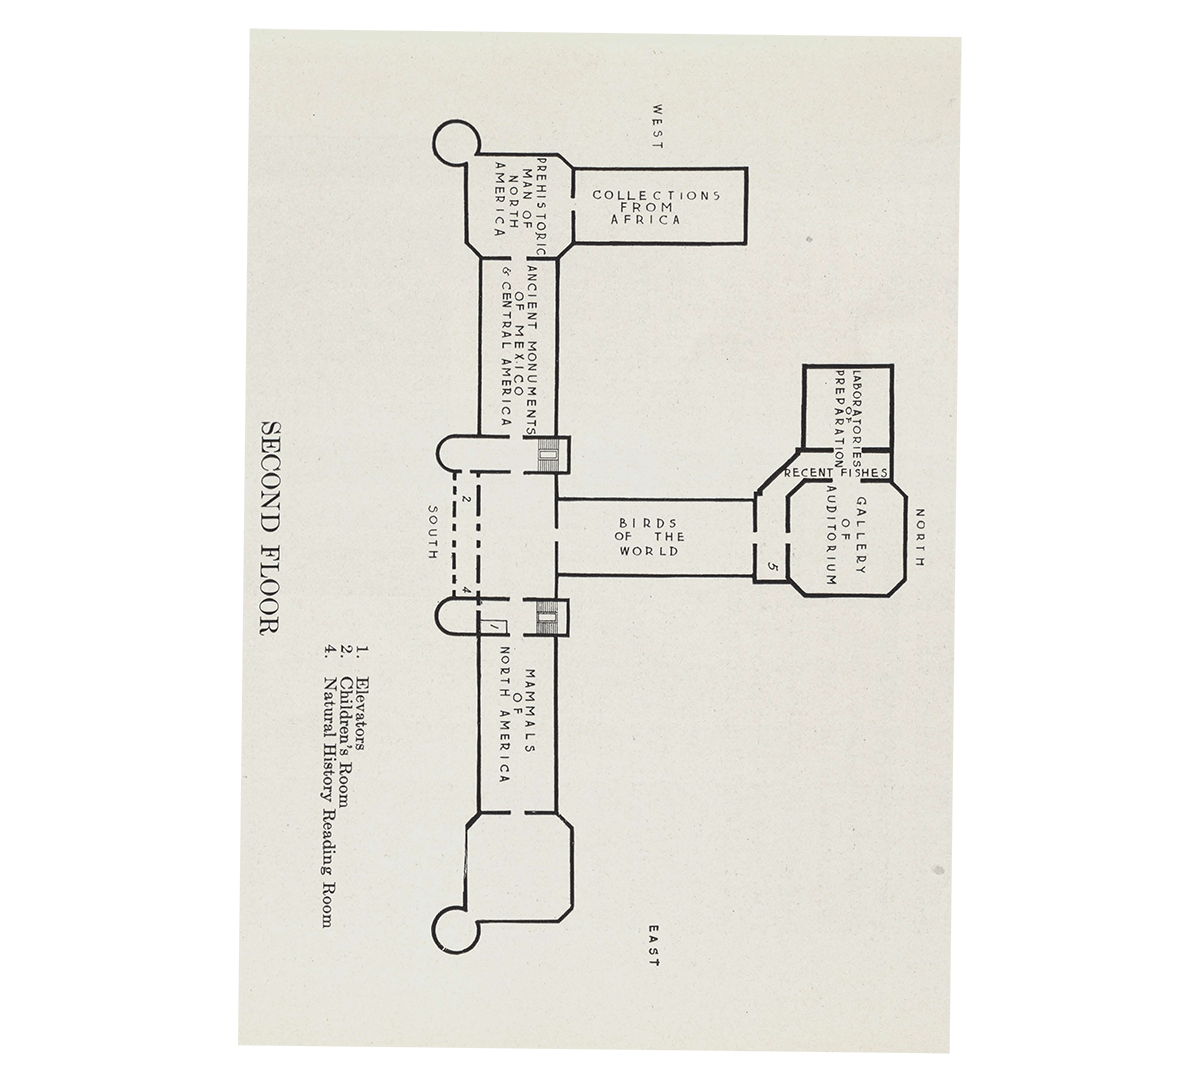 NORTH
LABORATORIES
OF
PREPARATION
RECENT FISHES
GALLERY
OF
AUDITORIUM
5
WEST
EAST
COLLECTIONS
FROM
AFRICA
BIRDS
OF THE
WORLD
PREHISTORIC
MAN OF
NORTH
AMERICA
ANCIENT MONUMENTS
OF MEXICO
& CENTRAL AMERICA
MAMMALS
OF
NORTH AMERICA
1
2
4
SOUTH
1. Elevators
2. Children's Room
4. Natural History Reading Room
SECOND FLOOR